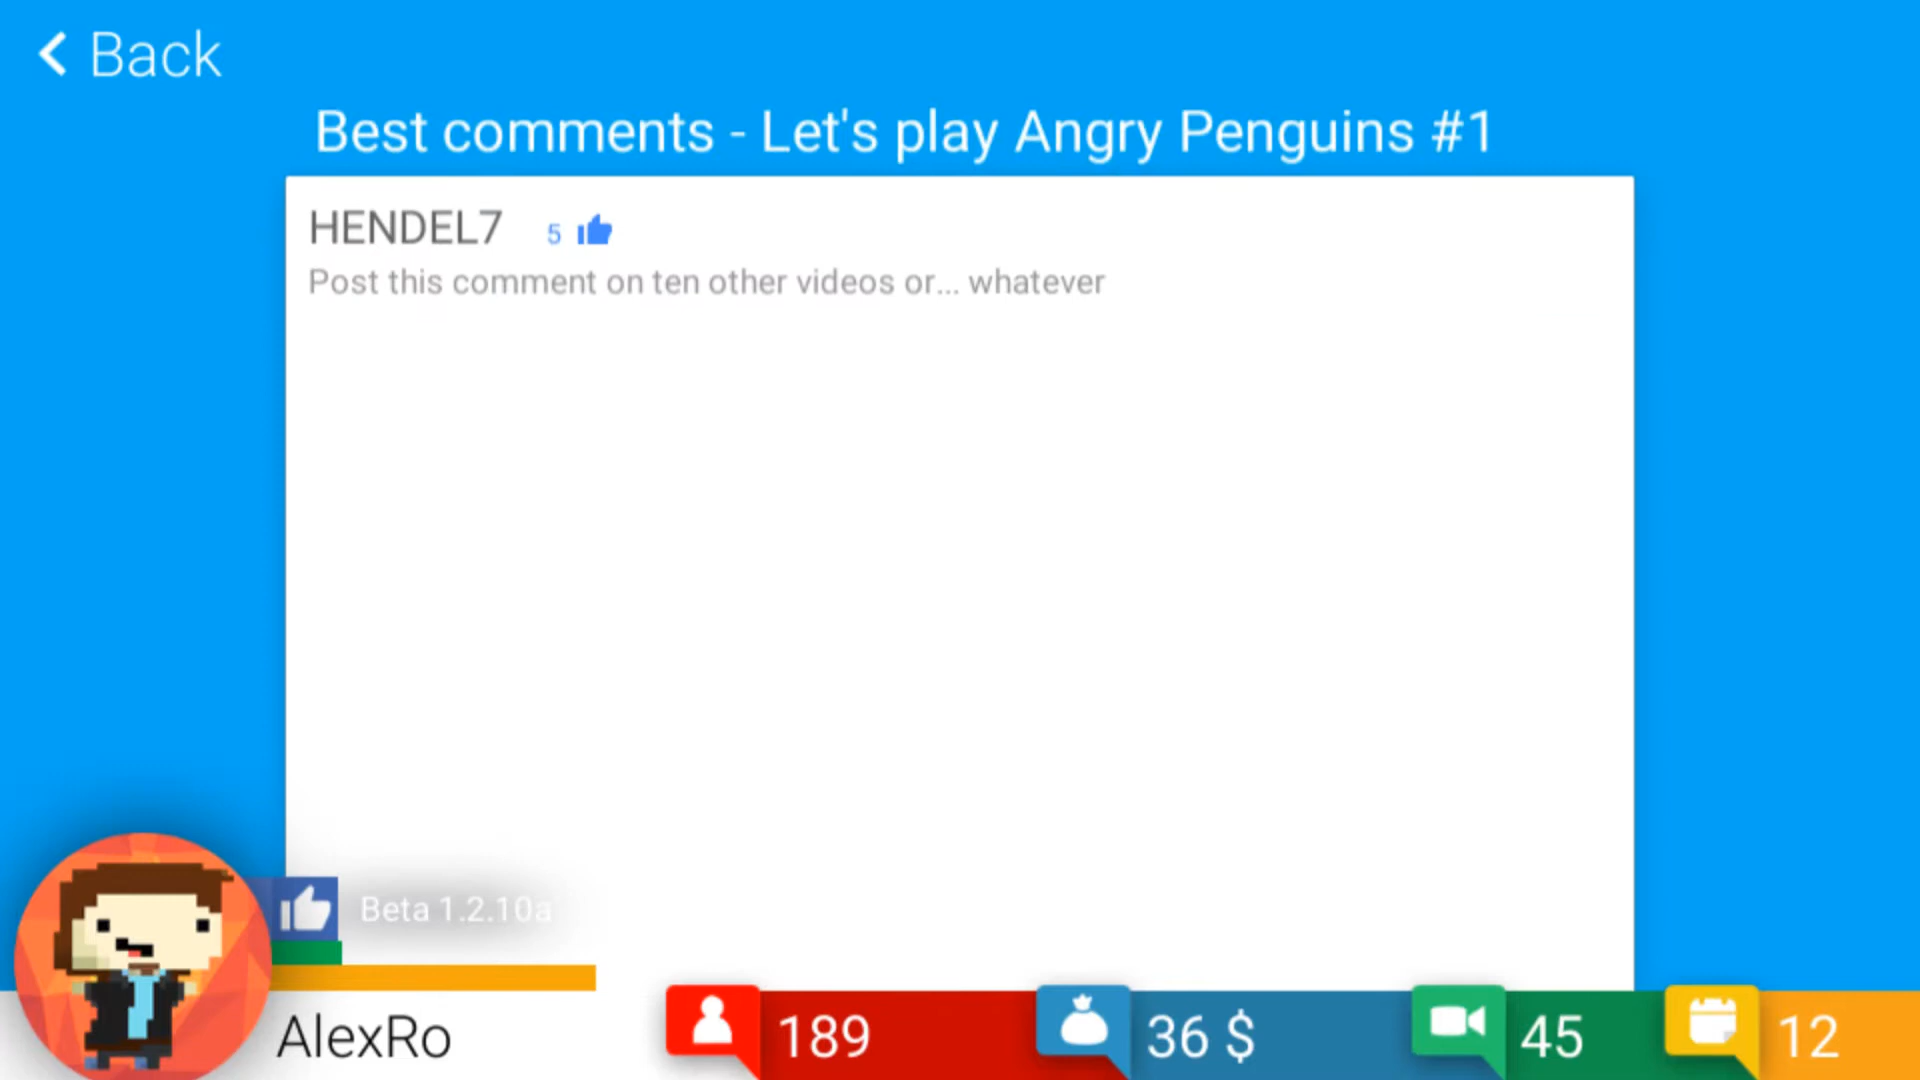 Back
Best comments - Let's play Angry Penguins #1
HENDEL7 5
Post this comment on ten other videos or... whatever
Beta 1.2.10a
AlexRo
189
36 $
45
12